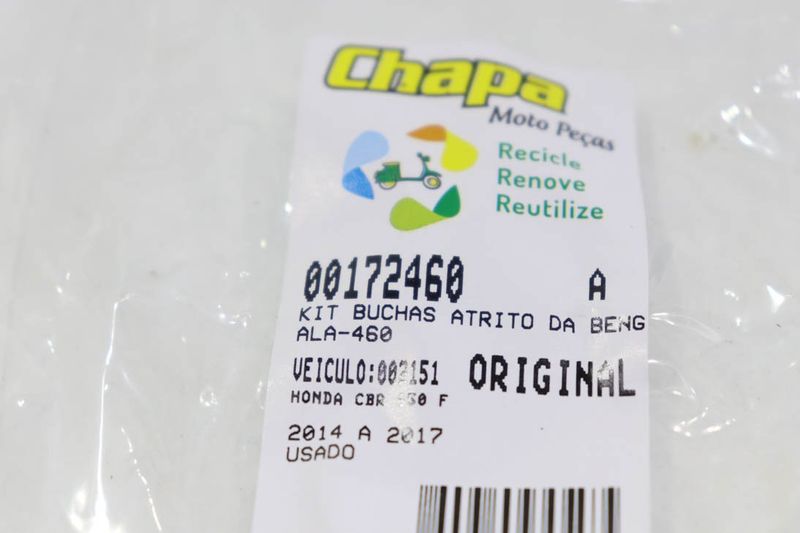 Chapa
Moto Peças
Recicle
Renove
Reutilize
00172460 A
KIT BUCHAS ATRITO DA BENG
ALA-460
VEICULO: ORIGINAL
HONDA CBR F
2014 A 2017
USADO